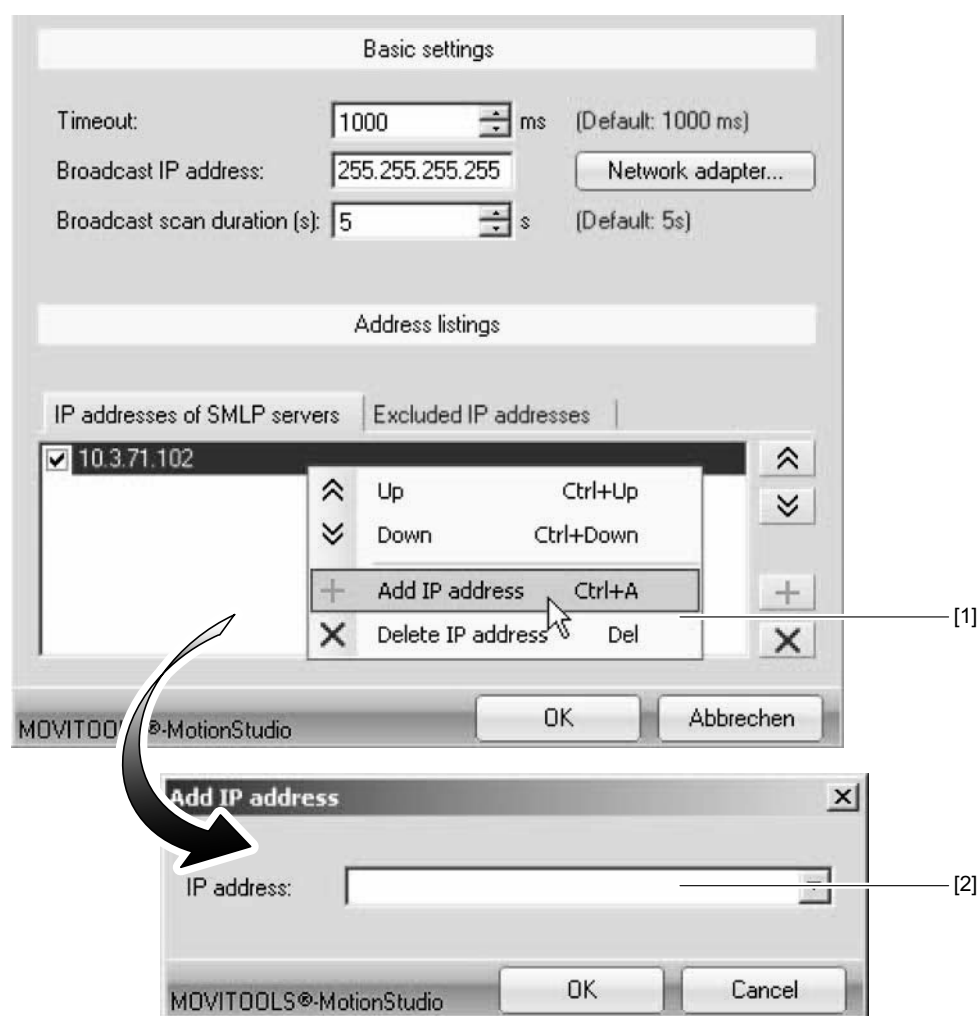 Basic settings
Timeout: 1000 ms (Default: 1000 ms)
Broadcast IP address: 255.255.255.255 Network adapter...
Broadcast scan duration (s): 5 s (Default: 5s)
Address listings
IP addresses of SMLP servers Excluded IP addresses
10.3.71.102
Up Ctrl+Up
Down Ctrl+Down
Add IP address Ctrl+A
Delete IP address Del
[1]
OK Abbrechen
®-MotionStudio
Add IP address
IP address:
[2]
MOVITOOLS®-MotionStudio OK Cancel